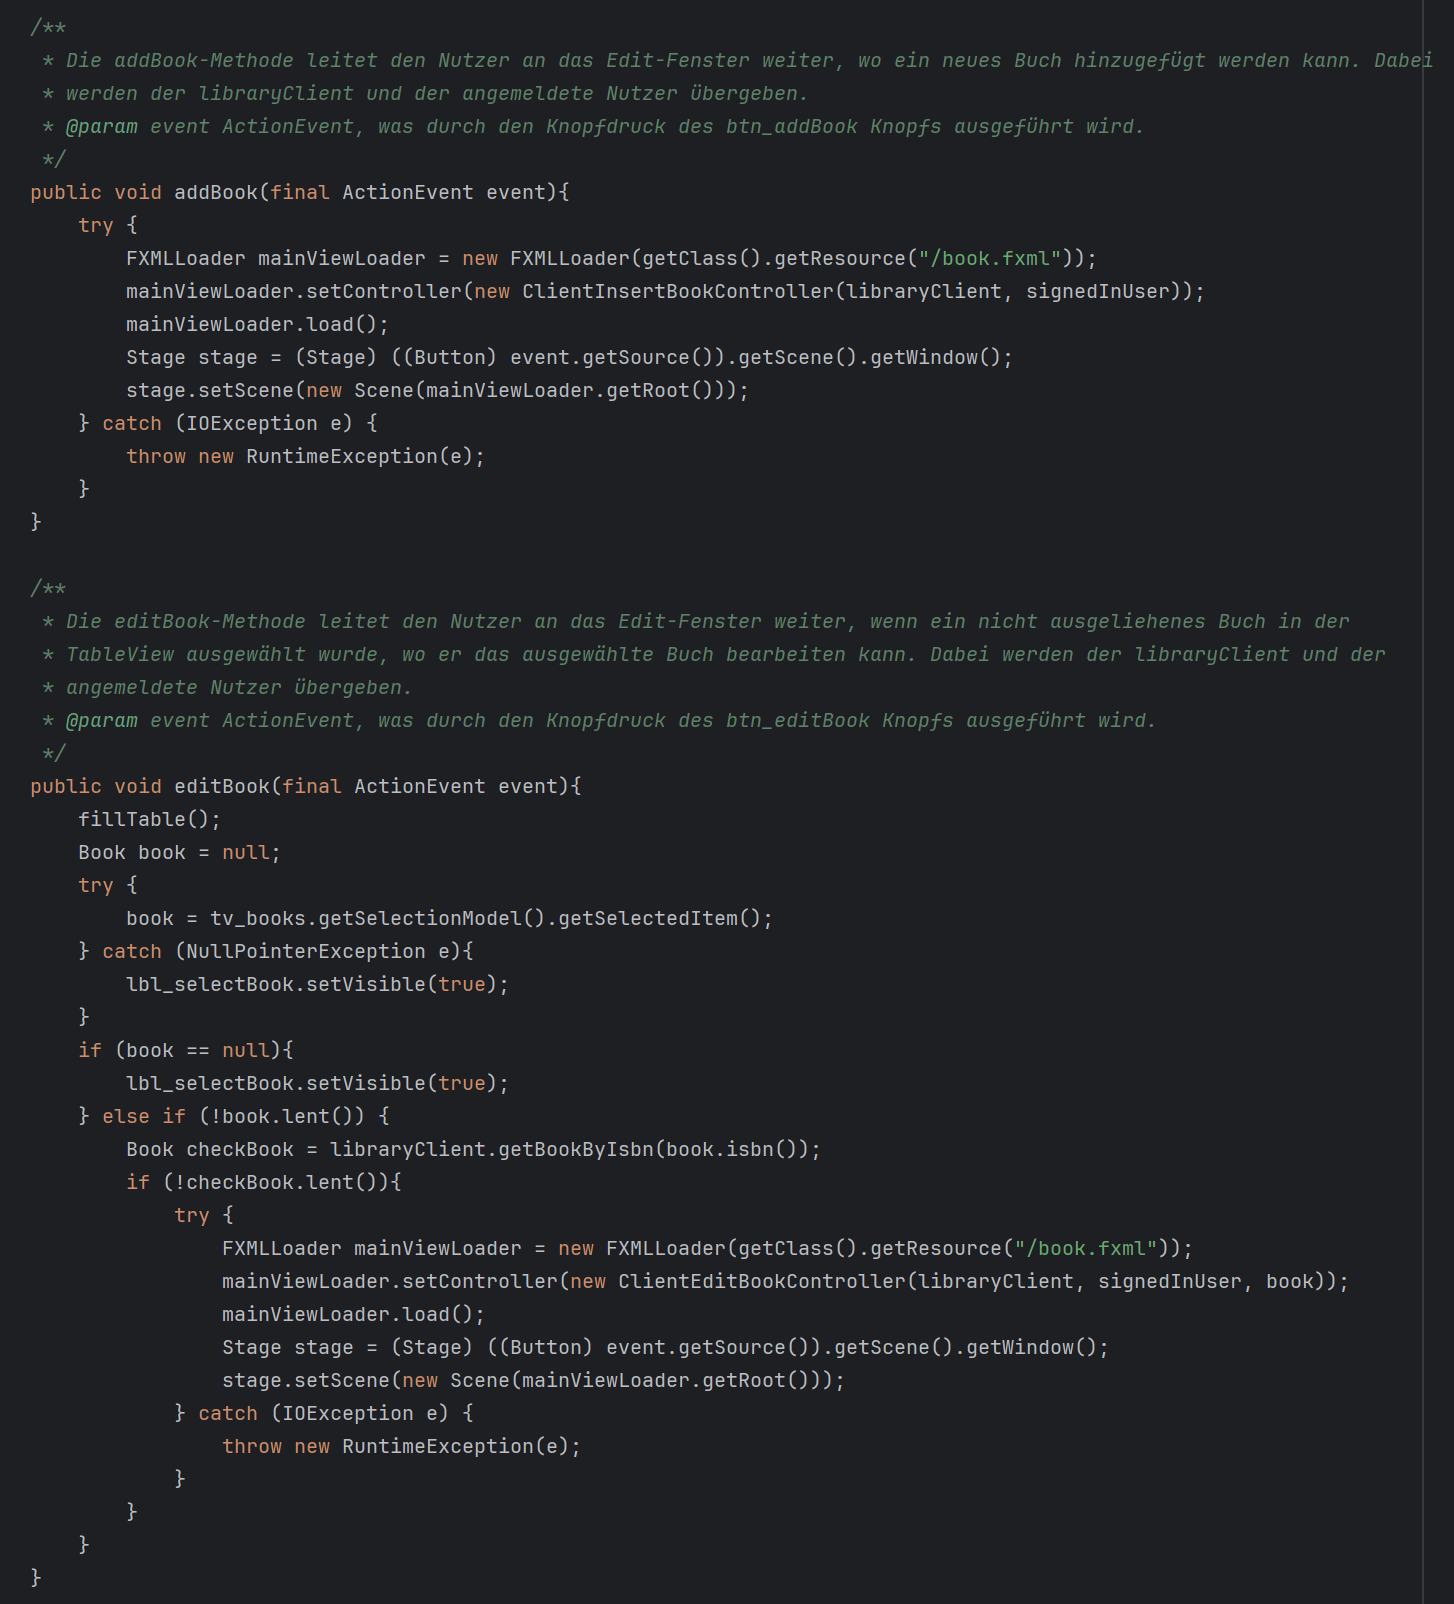 /**
 * Die addBook-Methode leitet den Nutzer an das Edit-Fenster weiter, wo ein neues Buch hinzugefügt werden kann. Dabei
 * werden der libraryClient und der angemeldete Nutzer übergeben.
 * @param event ActionEvent, was durch den Knopfdruck des btn_addBook Knopfs ausgeführt wird.
 */
public void addBook(final ActionEvent event){
    try {
        FXMLLoader mainViewLoader = new FXMLLoader(getClass().getResource("/book.fxml"));
        mainViewLoader.setController(new ClientInsertBookController(libraryClient, signedInUser));
        mainViewLoader.load();
        Stage stage = (Stage) ((Button) event.getSource()).getScene().getWindow();
        stage.setScene(new Scene(mainViewLoader.getRoot()));
    } catch (IOException e) {
        throw new RuntimeException(e);
    }
}

/**
 * Die editBook-Methode leitet den Nutzer an das Edit-Fenster weiter, wenn ein nicht ausgeliehenes Buch in der
 * TableView ausgewählt wurde, wo er das ausgewählte Buch bearbeiten kann. Dabei werden der libraryClient und der
 * angemeldete Nutzer übergeben.
 * @param event ActionEvent, was durch den Knopfdruck des btn_editBook Knopfs ausgeführt wird.
 */
public void editBook(final ActionEvent event){
    fillTable();
    Book book = null;
    try {
        book = tv_books.getSelectionModel().getSelectedItem();
    } catch (NullPointerException e){
        lbl_selectBook.setVisible(true);
    }
    if (book == null){
        lbl_selectBook.setVisible(true);
    } else if (!book.lent()) {
        Book checkBook = libraryClient.getBookByIsbn(book.isbn());
        if (!checkBook.lent()){
            try {
                FXMLLoader mainViewLoader = new FXMLLoader(getClass().getResource("/book.fxml"));
                mainViewLoader.setController(new ClientEditBookController(libraryClient, signedInUser, book));
                mainViewLoader.load();
                Stage stage = (Stage) ((Button) event.getSource()).getScene().getWindow();
                stage.setScene(new Scene(mainViewLoader.getRoot()));
            } catch (IOException e) {
                throw new RuntimeException(e);
            }
        }
    }
}